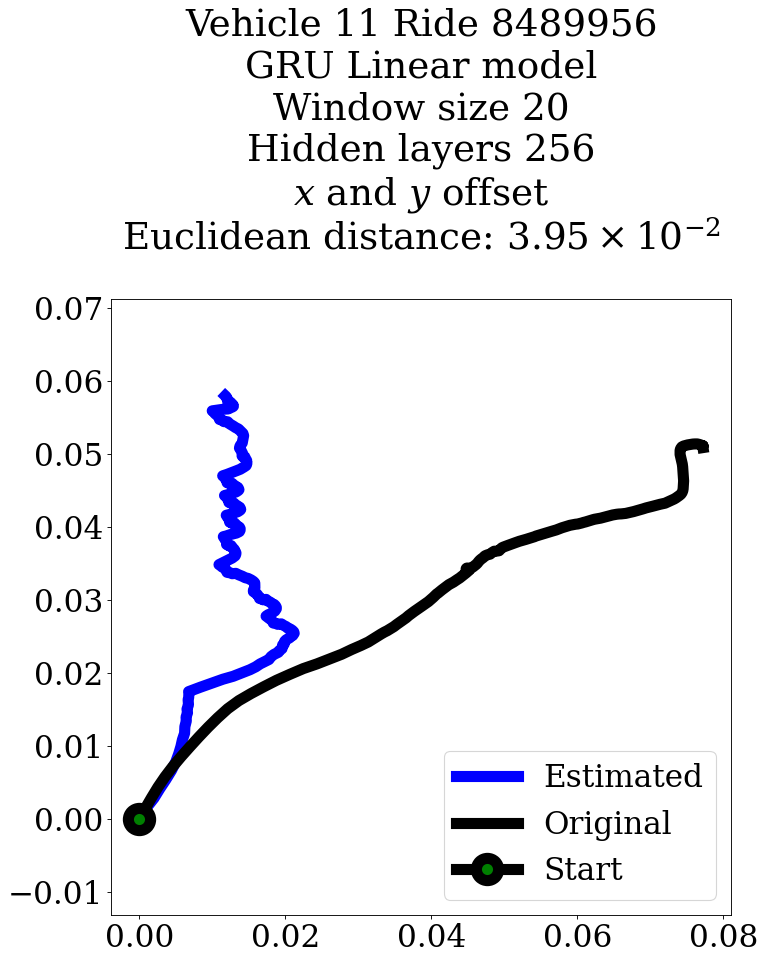 Vehicle 11 Ride 8489956
GRU Linear model
Window size 20
Hidden layers 256
x and y offset
Euclidean distance: 3.95 × 10⁻²
0.07
0.06
0.05
0.04
0.03
0.02
0.01
0.00
−0.01
Estimated
Original
Start
0.00 0.02 0.04 0.06 0.08